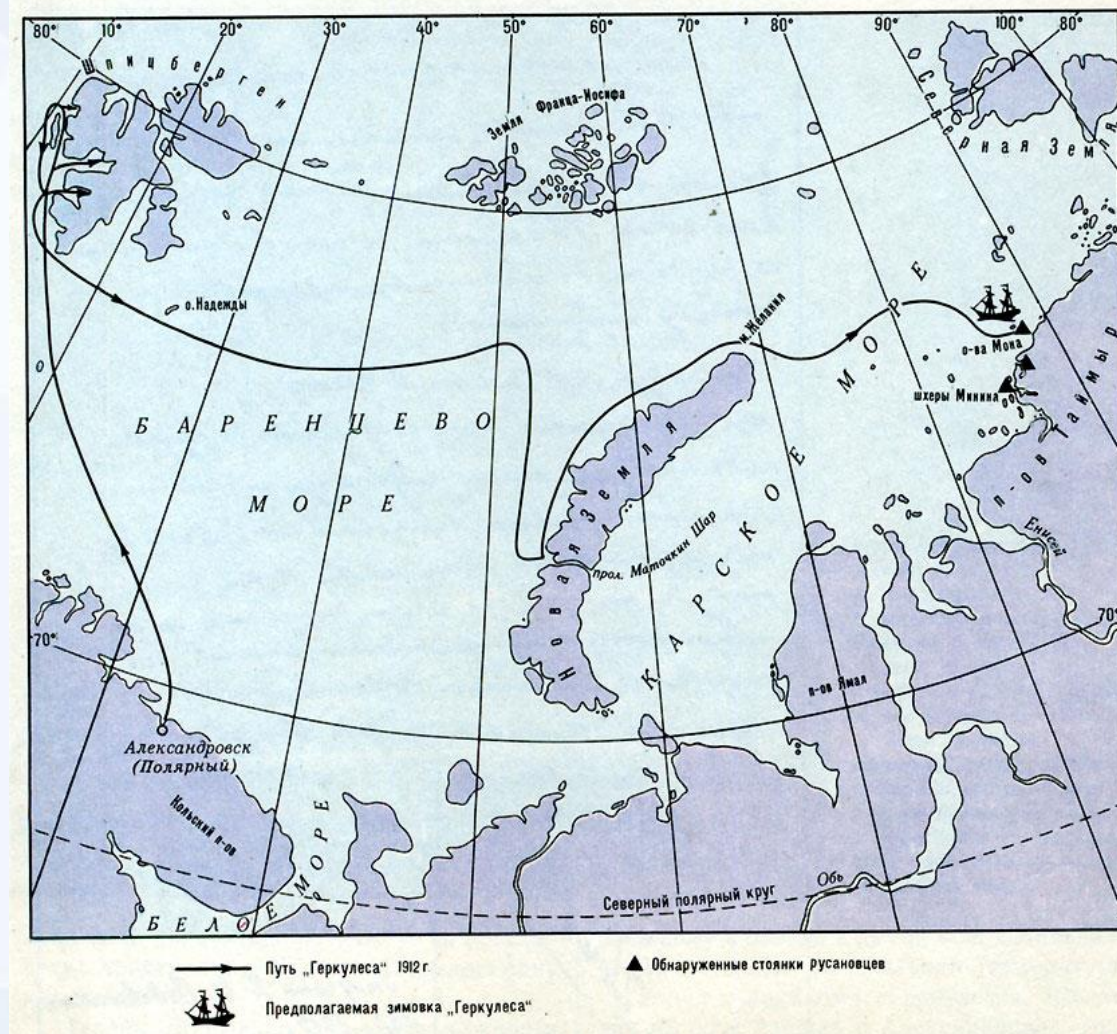 80° 10° 20° 30° 40° 50° 60° 70° 80° 90° 100° 80°
Шпицберген
Земля Франца-Иосифа
Северная Земля
о.Надежды
м.Желания
о-ва Мона
шхеры Минина
п-ов Таймыр
0
БАРЕНЦЕВО
МОРЕ
КАРСКОЕ МОРЕ
Новая Земля
прол. Маточкин Шар
Енисей
70°
70°
п-ов Ямал
Александровск
(Полярный)
Кольский п-ов
БЕЛОЕ МОРЕ
Северный полярный круг
Обь
Путь „Геркулеса“ 1912 г.
Обнаруженные стоянки русановцев
Предполагаемая зимовка „Геркулеса“